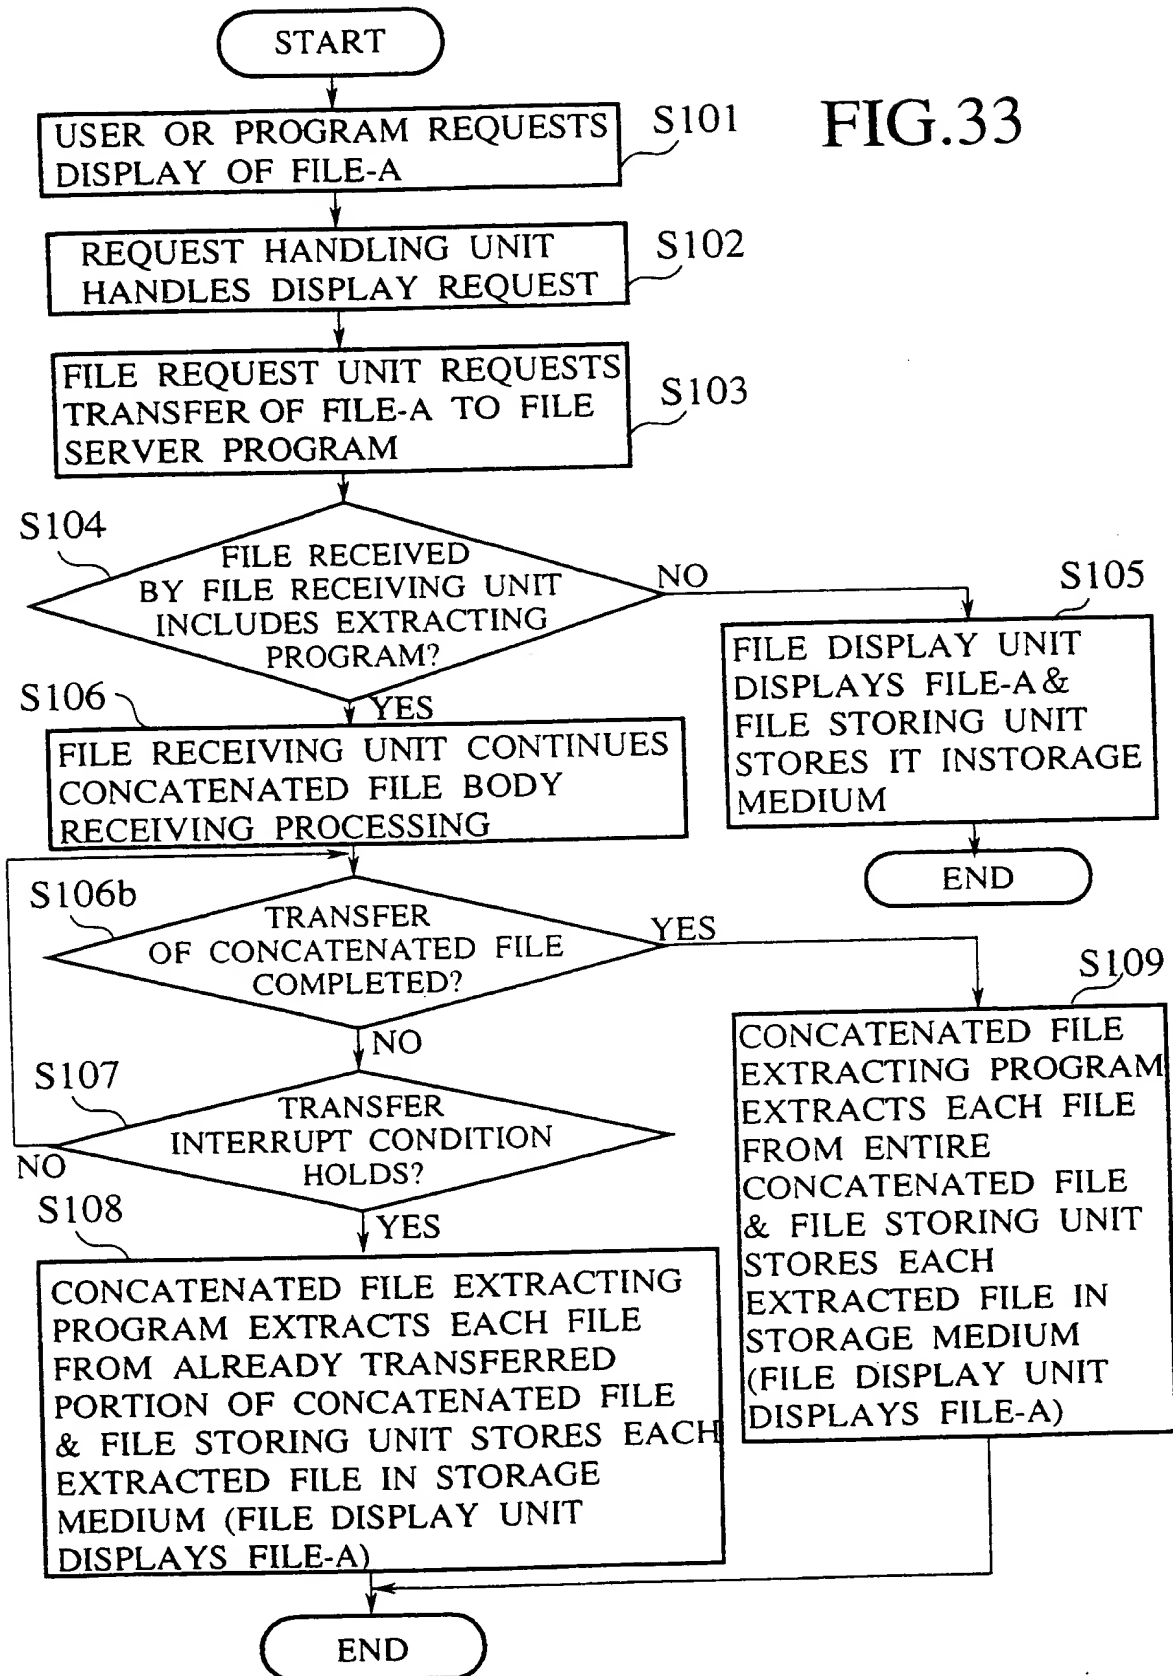 START
FIG.33
USER OR PROGRAM REQUESTS
DISPLAY OF FILE-A
S101
REQUEST HANDLING UNIT
HANDLES DISPLAY REQUEST
S102
FILE REQUEST UNIT REQUESTS
TRANSFER OF FILE-A TO FILE
SERVER PROGRAM
S103
S104
FILE RECEIVED
BY FILE RECEIVING UNIT
INCLUDES EXTRACTING
PROGRAM?
NO
YES
S105
FILE DISPLAY UNIT
DISPLAYS FILE-A &
FILE STORING UNIT
STORES IT INSTORAGE
MEDIUM
END
S106
FILE RECEIVING UNIT CONTINUES
CONCATENATED FILE BODY
RECEIVING PROCESSING
S106b
TRANSFER
OF CONCATENATED FILE
COMPLETED?
YES
NO
S107
TRANSFER
INTERRUPT CONDITION
HOLDS?
NO
YES
S108
CONCATENATED FILE EXTRACTING
PROGRAM EXTRACTS EACH FILE
FROM ALREADY TRANSFERRED
PORTION OF CONCATENATED FILE
& FILE STORING UNIT STORES EACH
EXTRACTED FILE IN STORAGE
MEDIUM (FILE DISPLAY UNIT
DISPLAYS FILE-A)
S109
CONCATENATED FILE
EXTRACTING PROGRAM
EXTRACTS EACH FILE
FROM ENTIRE
CONCATENATED FILE
& FILE STORING UNIT
STORES EACH
EXTRACTED FILE IN
STORAGE MEDIUM
(FILE DISPLAY UNIT
DISPLAYS FILE-A)
END